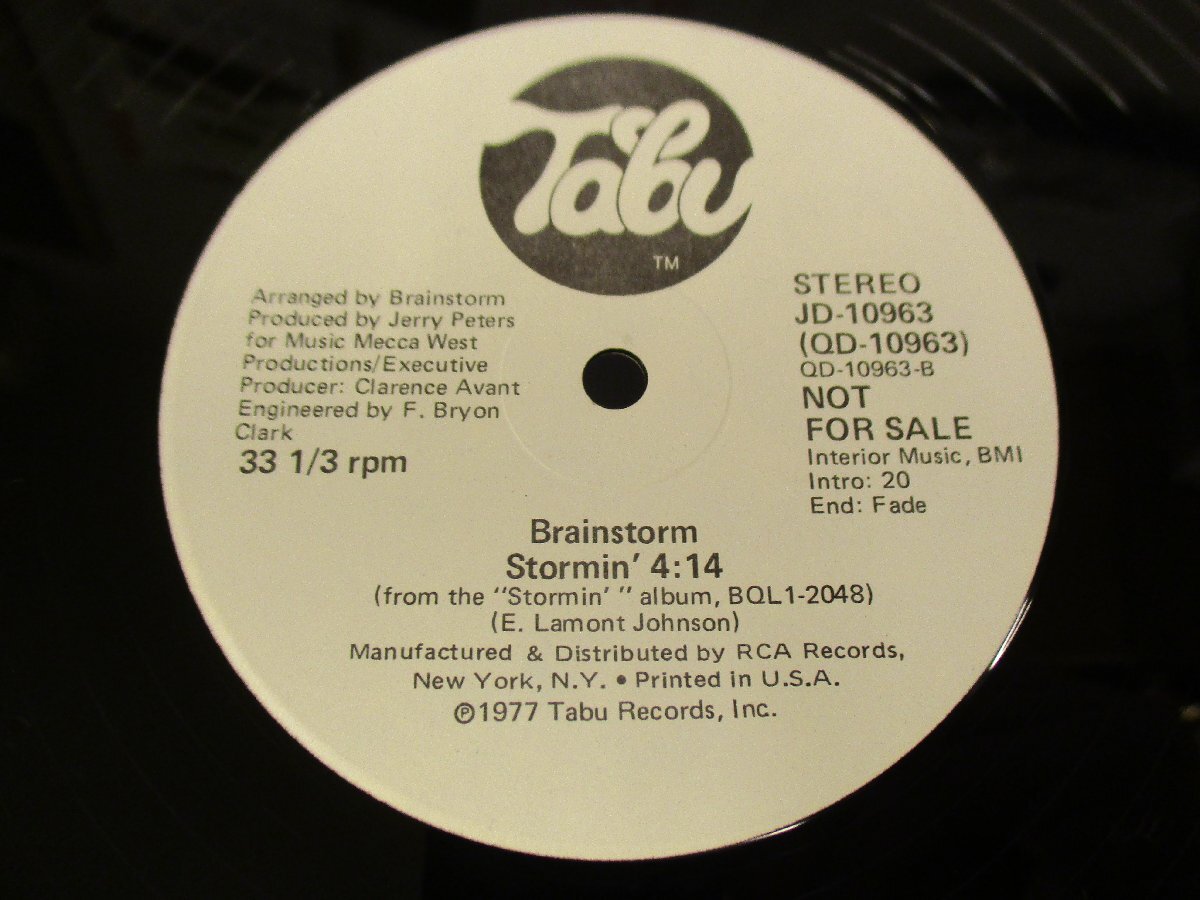 Tabu
TM
Arranged by Brainstorm
Produced by Jerry Peters
for Music Mecca West
Productions/Executive
Producer: Clarence Avant
Engineered by F. Bryon
Clark
33 1/3 rpm
STEREO
JD-10963
(QD-10963)
QD-10963-B
NOT
FOR SALE
Interior Music, BMI
Intro: 20
End: Fade
Brainstorm
Stormin' 4:14
(from the "Stormin' " album, BQL1-2048)
(E. Lamont Johnson)
Manufactured & Distributed by RCA Records,
New York, N.Y. • Printed in U.S.A.
℗1977 Tabu Records, Inc.